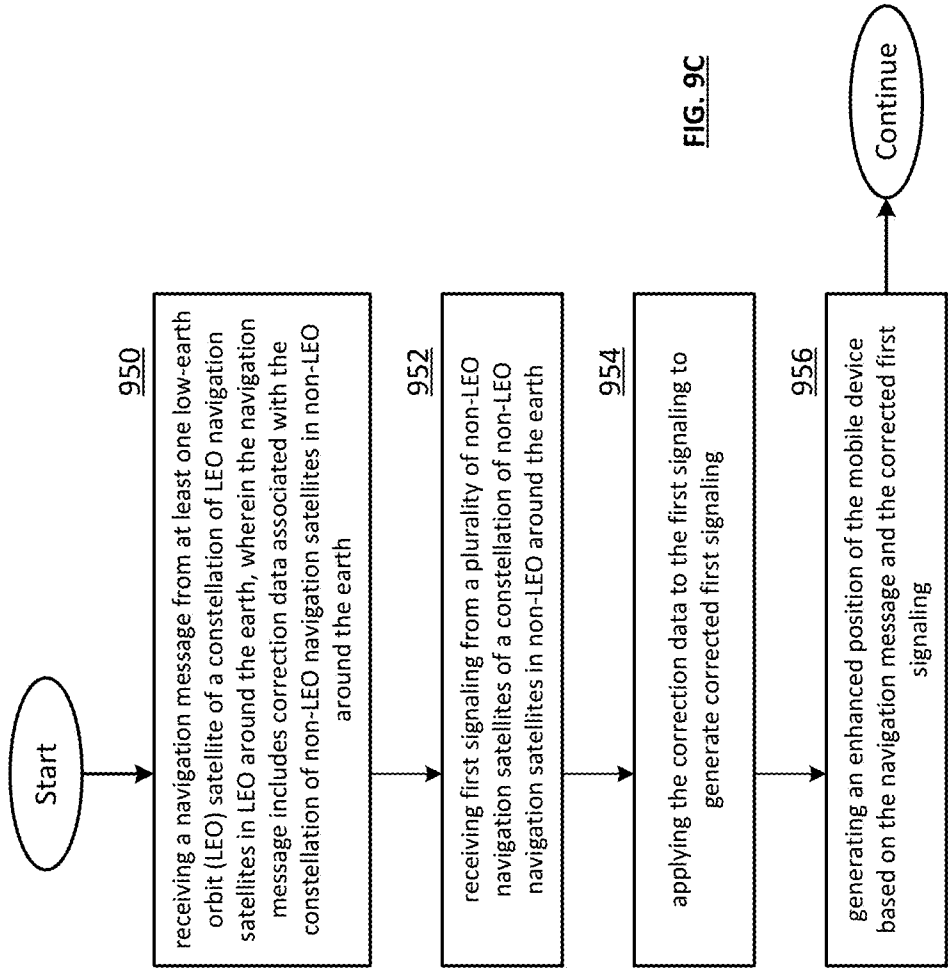 Start
950
receiving a navigation message from at least one low-earth
orbit (LEO) satellite of a constellation of LEO navigation
satellites in LEO around the earth, wherein the navigation
message includes correction data associated with the
constellation of non-LEO navigation satellites in non-LEO
around the earth
952
receiving first signaling from a plurality of non-LEO
navigation satellites of a constellation of non-LEO
navigation satellites in non-LEO around the earth
954
applying the correction data to the first signaling to
generate corrected first signaling
956
generating an enhanced position of the mobile device
based on the navigation message and the corrected first
signaling
Continue
FIG. 9C